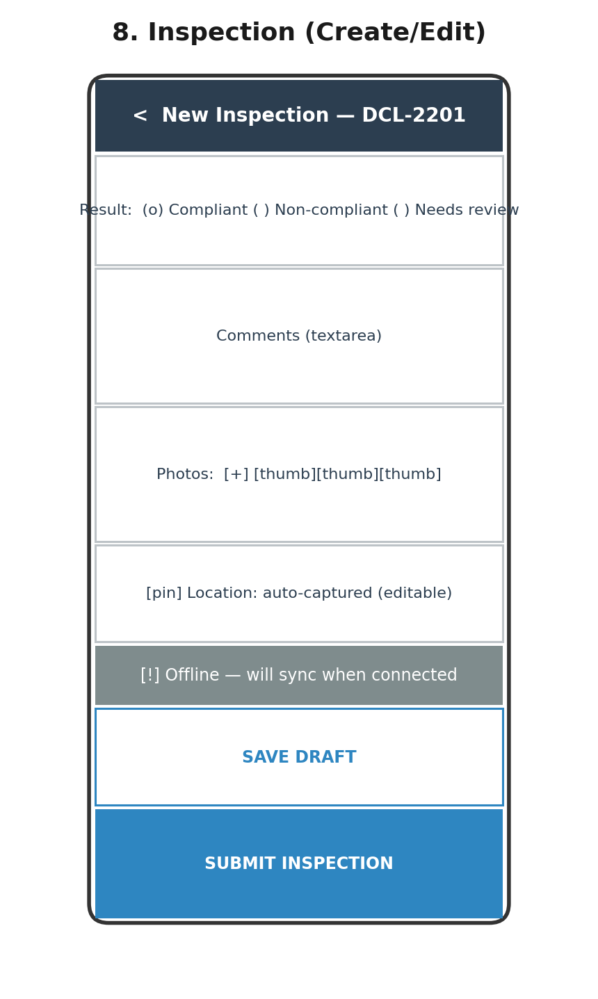 8. Inspection (Create/Edit)
<  New Inspection — DCL-2201
Result:  (o) Compliant ( ) Non-compliant ( ) Needs review
Comments (textarea)
Photos:  [+] [thumb][thumb][thumb]
[pin] Location: auto-captured (editable)
[!] Offline — will sync when connected
SAVE DRAFT
SUBMIT INSPECTION